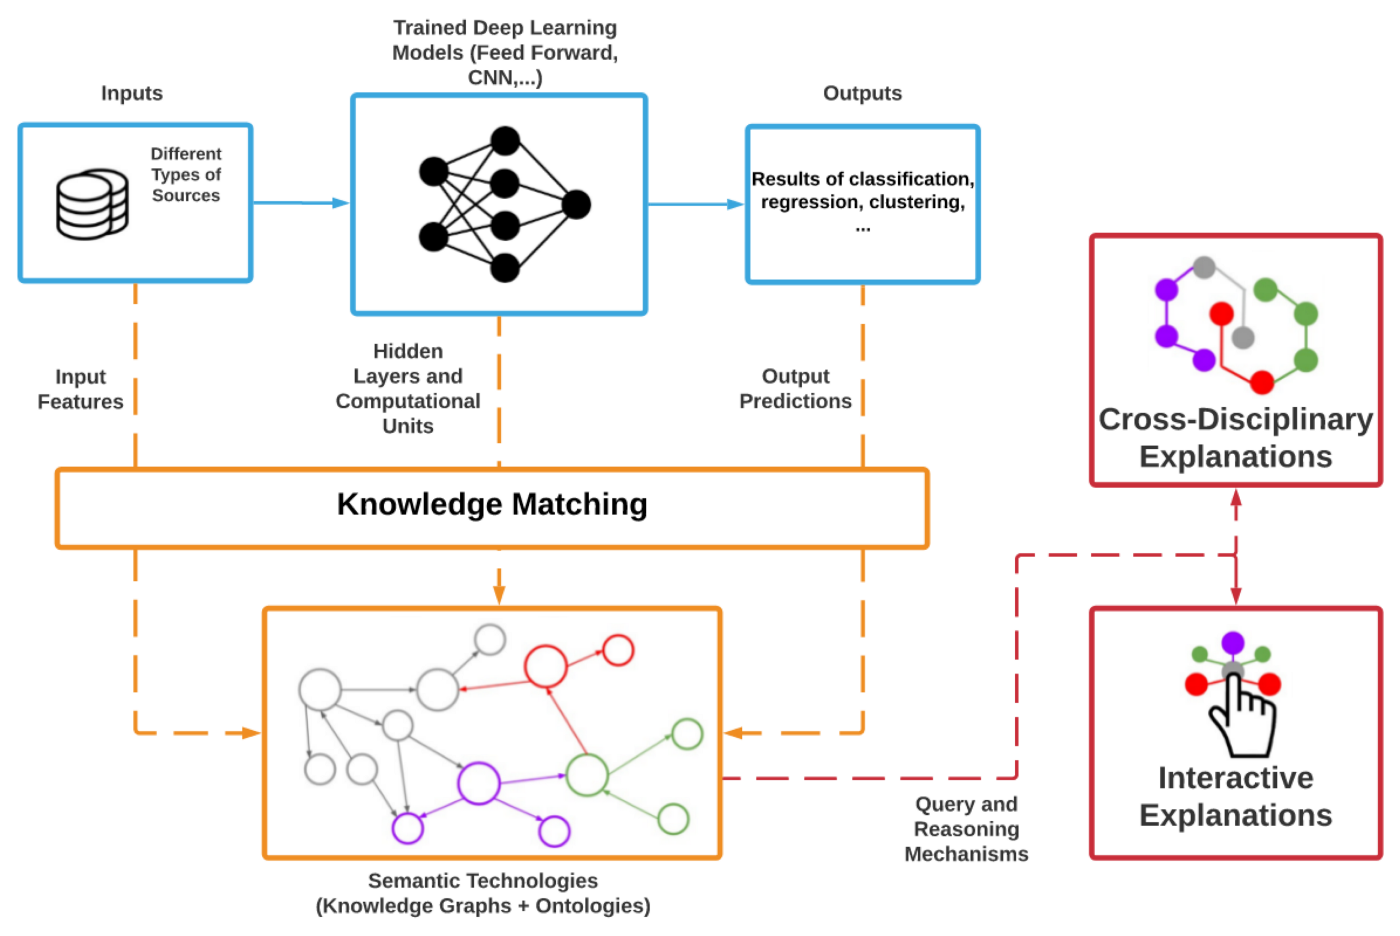 Trained Deep Learning
Models (Feed Forward,
CNN,...)
Inputs
Outputs
Different
Types of
Sources
Results of classification,
regression, clustering,
...
Input
Features
Hidden
Layers and
Computational
Units
Output
Predictions
Knowledge Matching
Cross-Disciplinary
Explanations
Interactive
Explanations
Query and
Reasoning
Mechanisms
Semantic Technologies
(Knowledge Graphs + Ontologies)